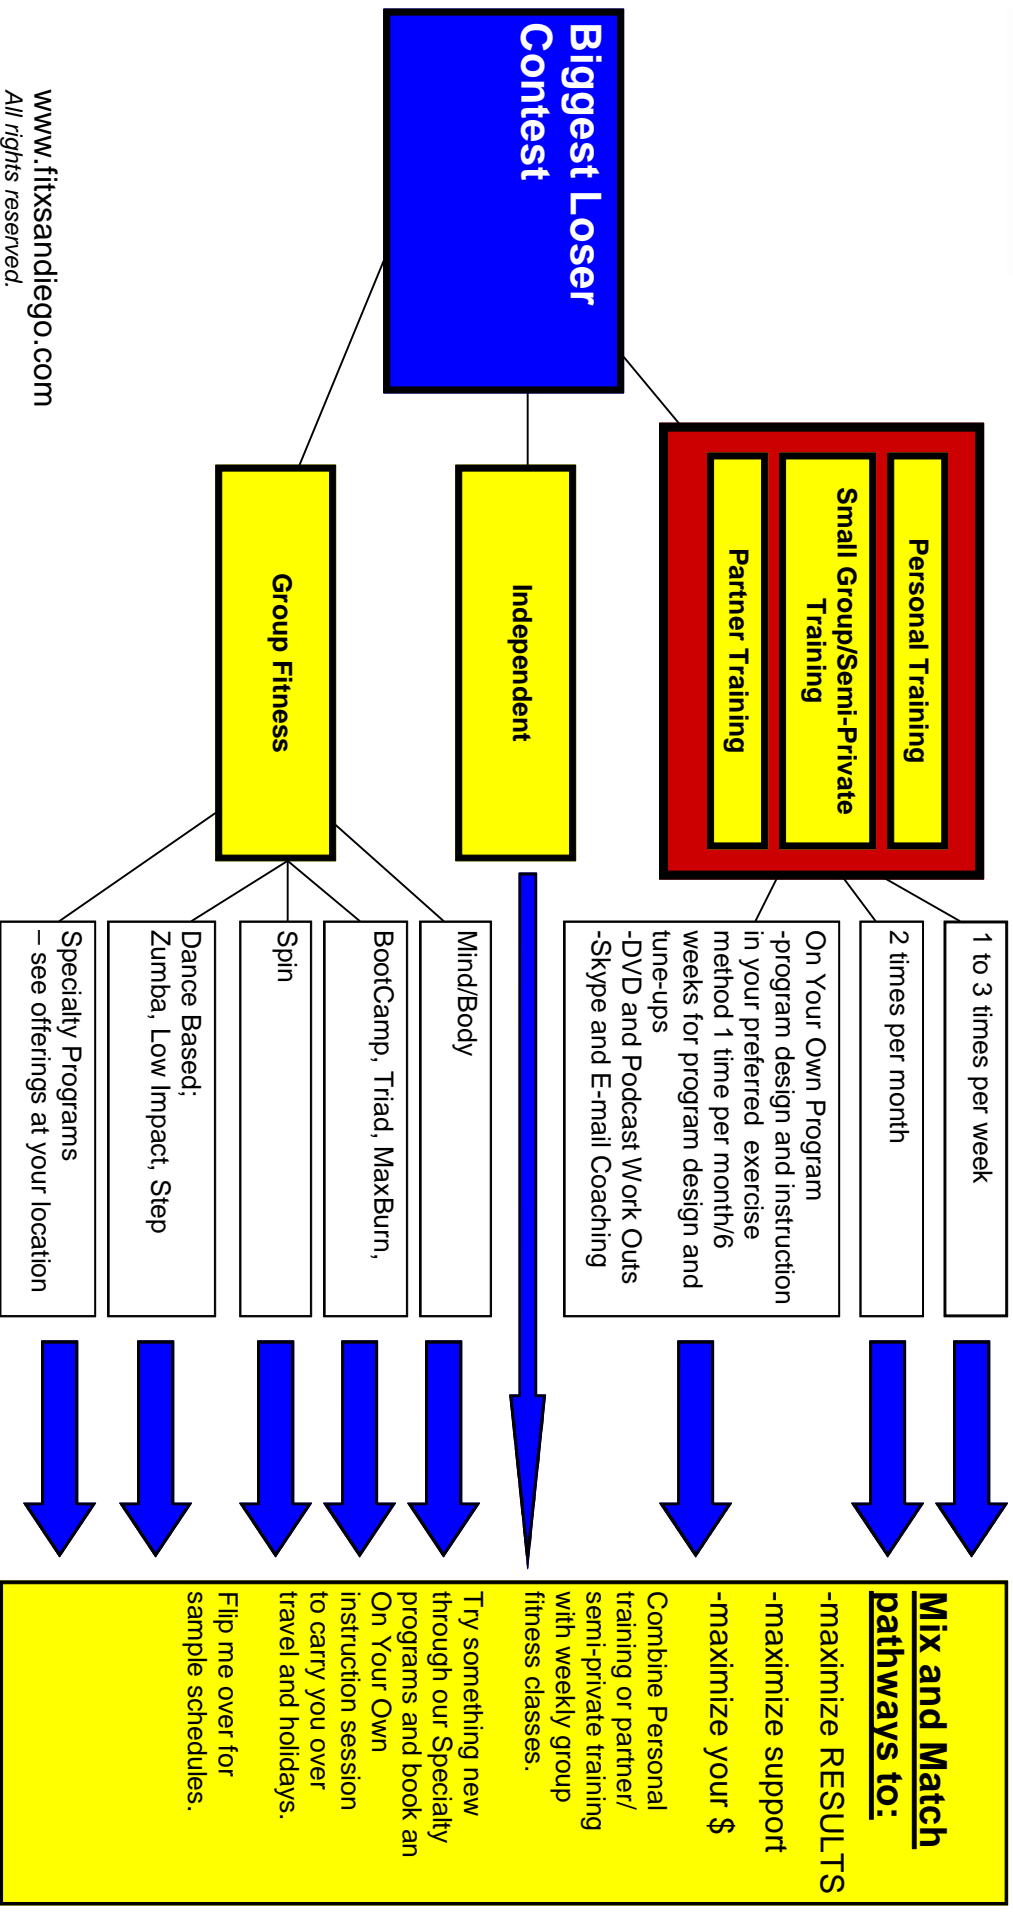 Biggest Loser
Contest
Personal Training
Small Group/Semi-Private
Training
Partner Training
Independent
Group Fitness
1 to 3 times per week
2 times per month
On Your Own Program
-program design and instruction
in your preferred  exercise
method 1 time per month/6
weeks for program design and
tune-ups
-DVD and Podcast Work Outs
-Skype and E-mail Coaching
Mind/Body
BootCamp, Triad, MaxBurn,
Spin
Dance Based;
Zumba, Low Impact, Step
Specialty Programs
– see offerings at your location
Mix and Match
pathways to:
-maximize RESULTS
-maximize support
-maximize your $
Combine Personal
training or partner/
semi-private training
with weekly group
fitness classes.
Try something new
through our Specialty
programs and book an
On Your Own
instruction session
to carry you over
travel and holidays.
Flip me over for
sample schedules.
www.fitxsandiego.com
All rights reserved.